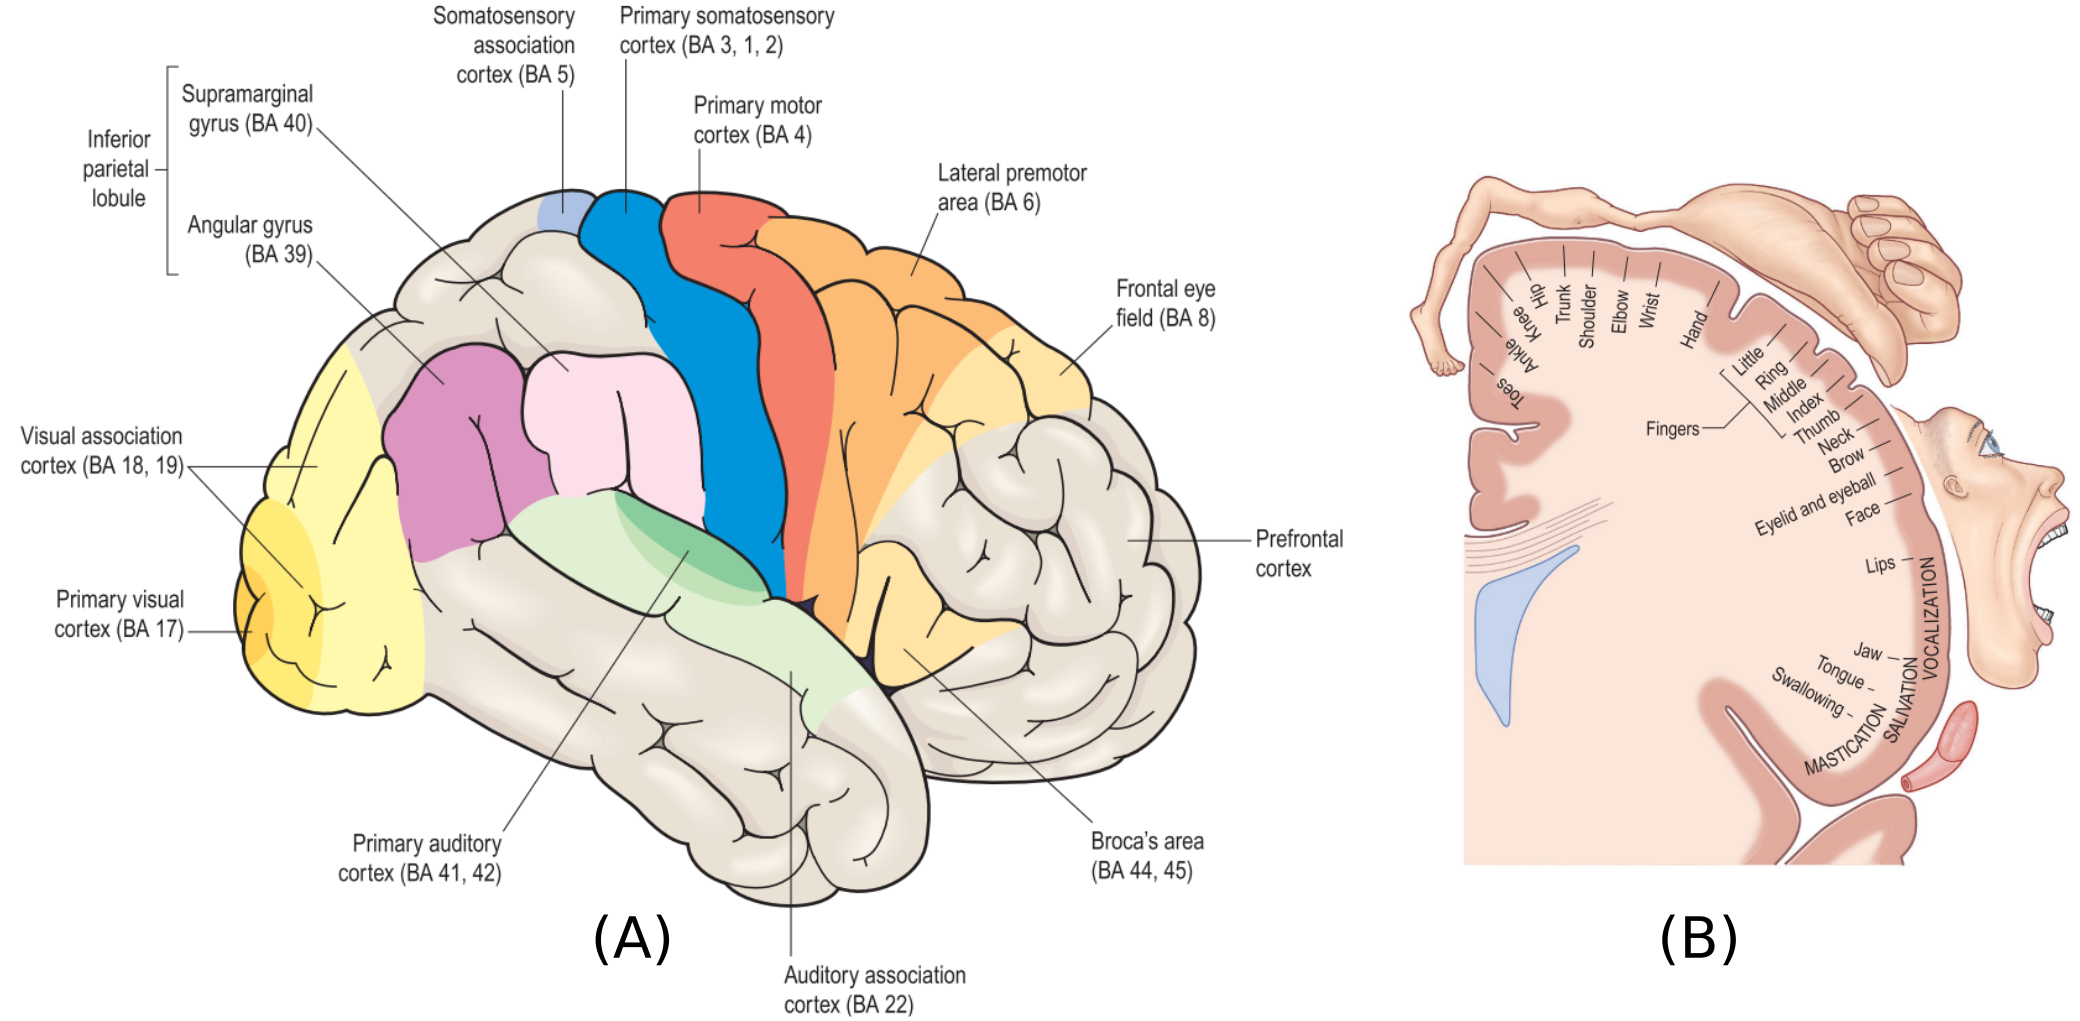 Somatosensory
association
cortex (BA 5)
Primary somatosensory
cortex (BA 3, 1, 2)
Supramarginal
gyrus (BA 40)
Primary motor
cortex (BA 4)
Inferior
parietal
lobule
Lateral premotor
area (BA 6)
Angular gyrus
(BA 39)
Frontal eye
field (BA 8)
Visual association
cortex (BA 18, 19)
Prefrontal
cortex
Primary visual
cortex (BA 17)
Primary auditory
cortex (BA 41, 42)
Broca’s area
(BA 44, 45)
Auditory association
cortex (BA 22)
(A)
Toes
Ankle
Knee
Hip
Trunk
Shoulder
Elbow
Wrist
Hand
Little
Ring
Middle
Index
Thumb
Fingers
Neck
Brow
Eyelid and eyeball
Face
Lips
VOCALIZATION
Jaw
Tongue
Swallowing
SALIVATION
MASTICATION
(B)